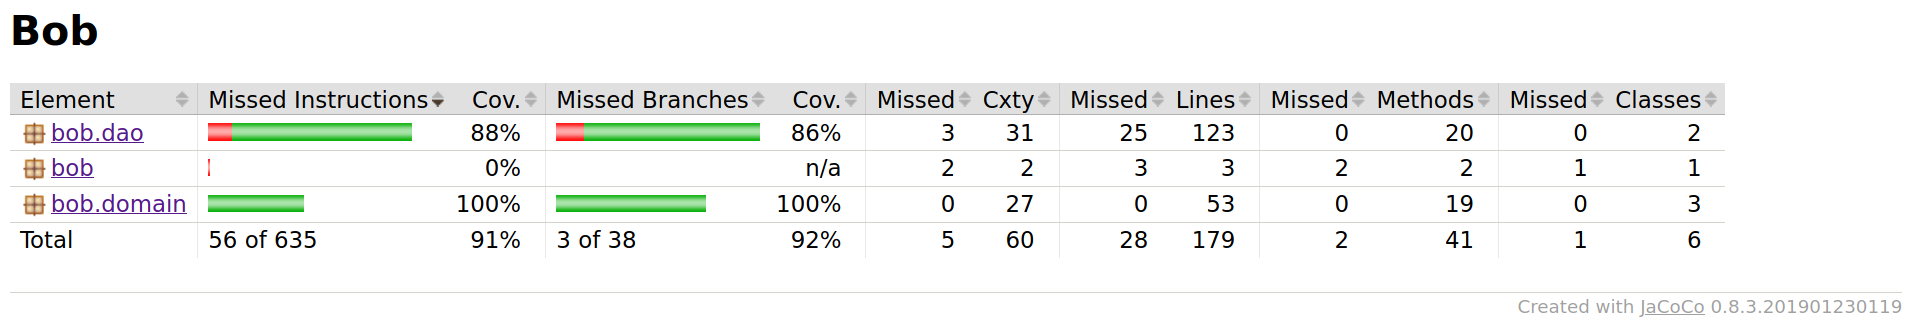 Bob
Element Missed Instructions Cov. Missed Branches Cov. Missed Cxty Missed Lines Missed Methods Missed Classes
bob.dao 88% 86% 3 31 25 123 0 20 0 2
bob 0% n/a 2 2 3 3 2 2 1 1
bob.domain 100% 100% 0 27 0 53 0 19 0 3
Total 56 of 635 91% 3 of 38 92% 5 60 28 179 2 41 1 6
Created with JaCoCo 0.8.3.201901230119